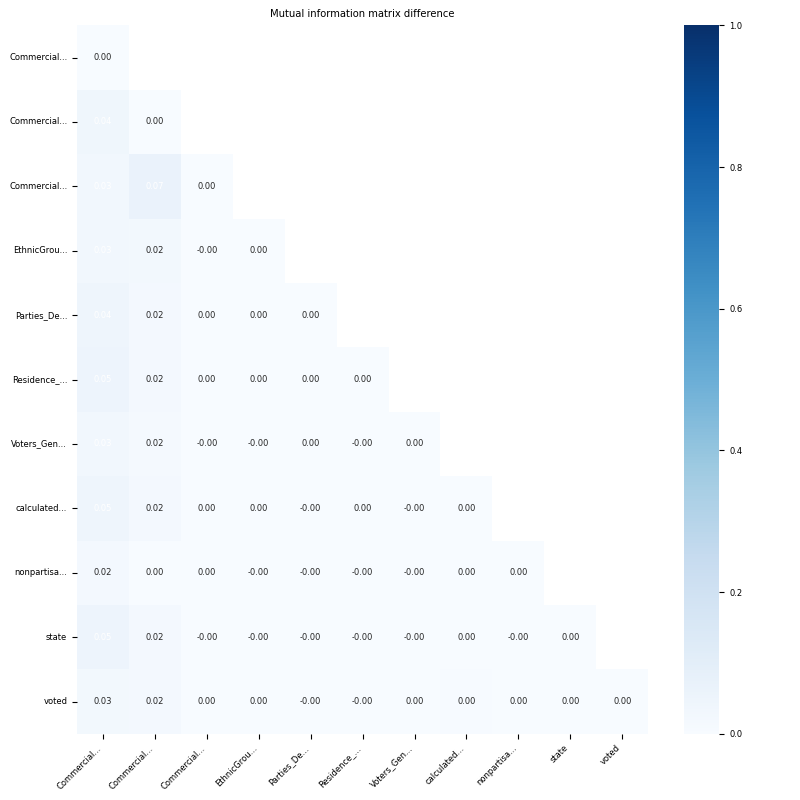 Mutual information matrix difference
Commercial... 0.00
Commercial... 0.00
Commercial... 0.07 0.00
EthnicGrou... 0.02 -0.00 0.00
Parties_De... 0.02 0.00 0.00 0.00
Residence_... 0.05 0.02 0.00 0.00 0.00 0.00
Voters_Gen... 0.02 -0.00 -0.00 0.00 -0.00 0.00
calculated... 0.05 0.02 0.00 0.00 -0.00 0.00 -0.00 0.00
nonpartisa... 0.02 0.00 0.00 -0.00 -0.00 -0.00 -0.00 0.00 0.00
state 0.05 0.02 -0.00 -0.00 -0.00 -0.00 -0.00 0.00 -0.00 0.00
voted 0.03 0.02 0.00 0.00 -0.00 -0.00 0.00 0.00 0.00 0.00 0.00
Commercial... Commercial... Commercial... EthnicGrou... Parties_De... Residence_... Voters_Gen... calculated... nonpartisa... state voted
1.0
0.8
0.6
0.4
0.2
0.0